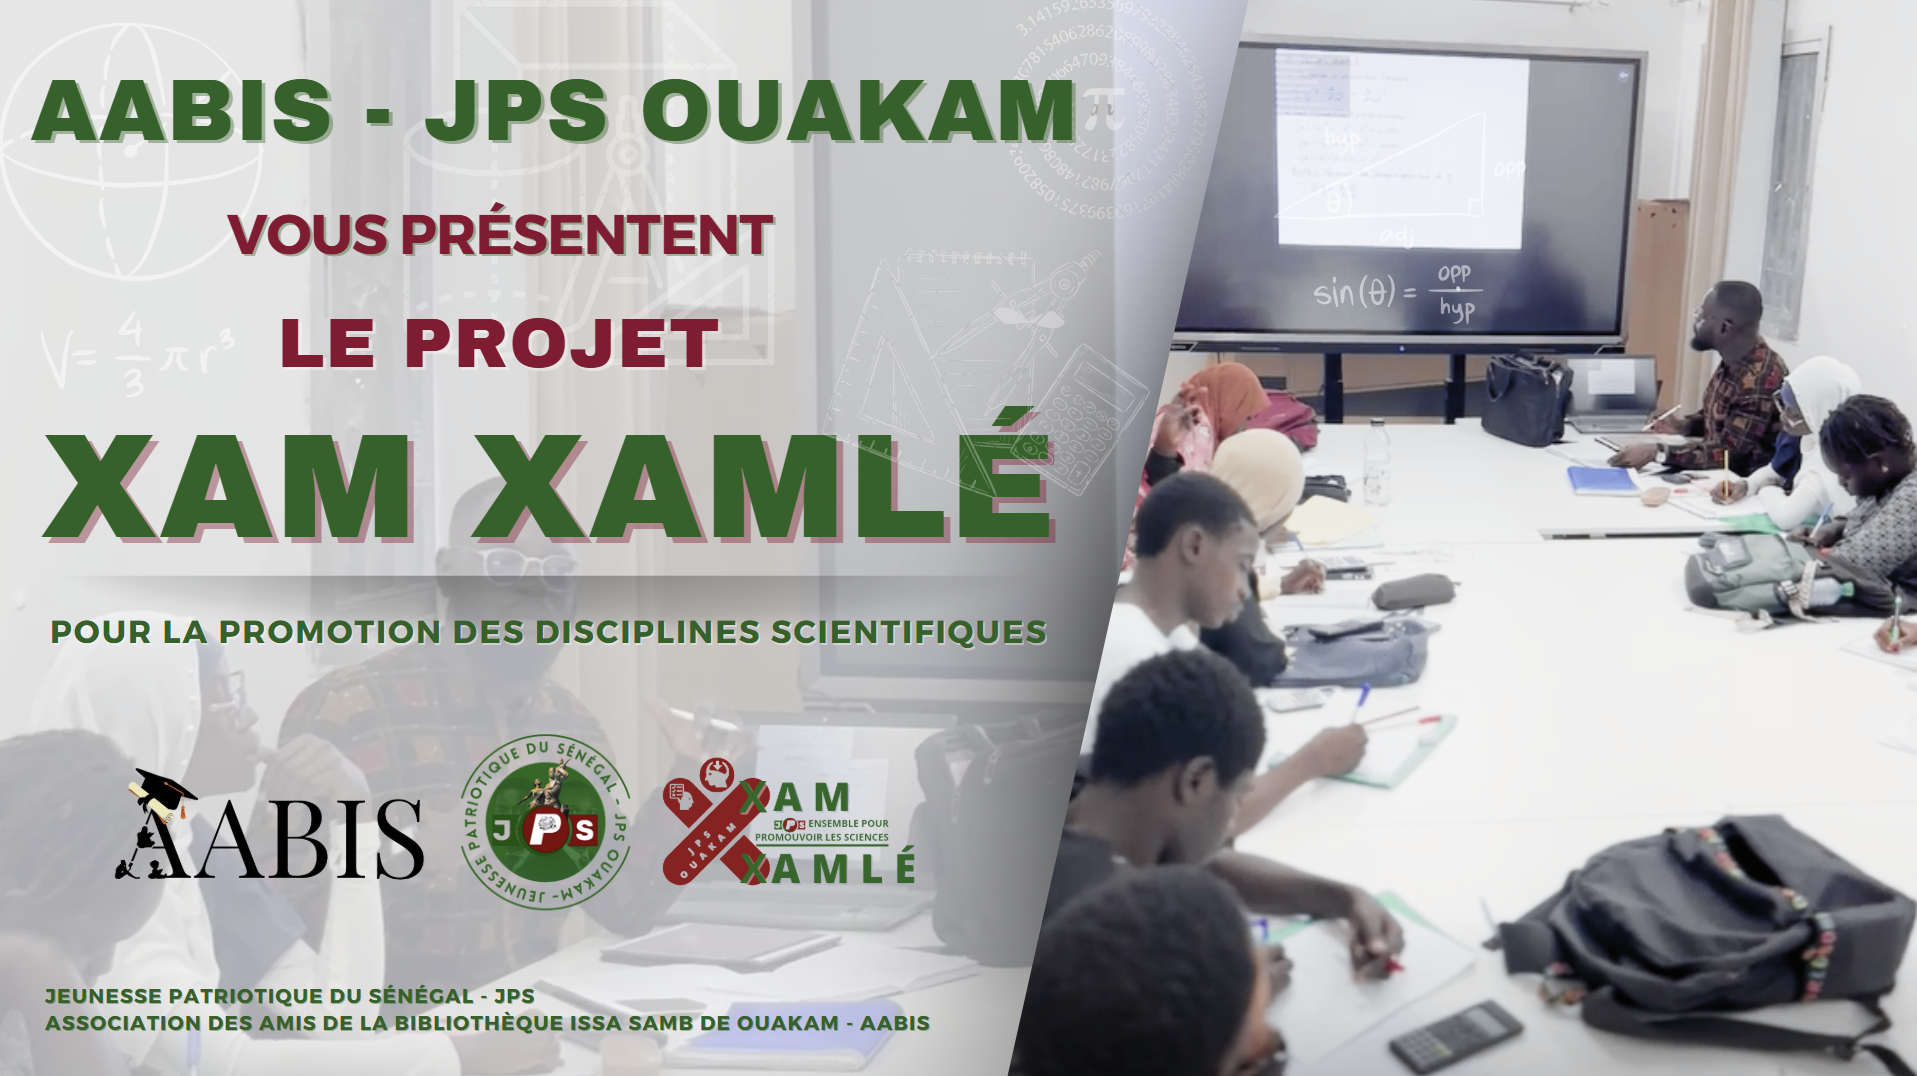 AABIS - JPS OUAKAM
VOUS PRÉSENTENT
LE PROJET
XAM XAMLÉ
POUR LA PROMOTION DES DISCIPLINES SCIENTIFIQUES
V= 4/3 πr³
π
hyp
opp
θ
adj
sin(θ) = opp/hyp
AABIS
JEUNESSE PATRIOTIQUE DU SÉNÉGAL - JPS OUAKAM -
JPS
JPS OUAKAM
XAM
JPS ENSEMBLE POUR
PROMOUVOIR LES SCIENCES
XAMLÉ
JEUNESSE PATRIOTIQUE DU SÉNÉGAL - JPS
ASSOCIATION DES AMIS DE LA BIBLIOTHÈQUE ISSA SAMB DE OUAKAM - AABIS